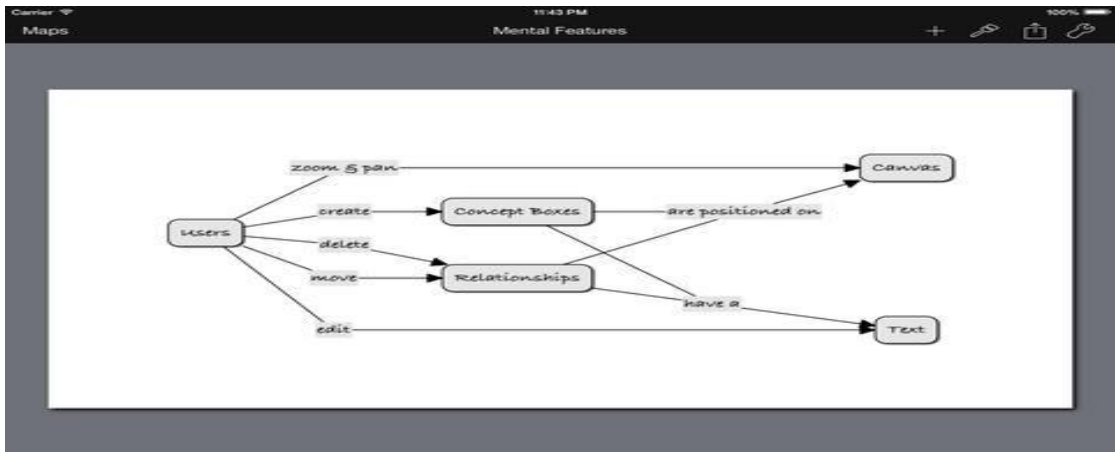 Carrier 11:43 PM 100%
Maps Mental Features
zoom & pan
Canvas
create
Concept Boxes
are positioned on
Users
delete
move
Relationships
have a
edit
Text